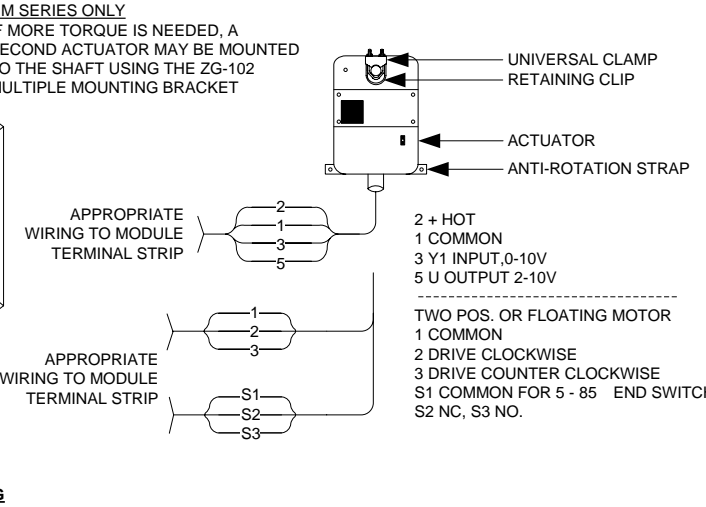 M SERIES ONLY
F MORE TORQUE IS NEEDED, A
ECOND ACTUATOR MAY BE MOUNTED
O THE SHAFT USING THE ZG-102
MULTIPLE MOUNTING BRACKET
UNIVERSAL CLAMP
RETAINING CLIP
ACTUATOR
ANTI-ROTATION STRAP
APPROPRIATE
WIRING TO MODULE
TERMINAL STRIP
2
1
3
5
2 + HOT
1 COMMON
3 Y1 INPUT,0-10V
5 U OUTPUT 2-10V
TWO POS. OR FLOATING MOTOR
1 COMMON
2 DRIVE CLOCKWISE
3 DRIVE COUNTER CLOCKWISE
S1 COMMON FOR 5 - 85 END SWITCH
S2 NC, S3 NO.
1
2
3
APPROPRIATE
WIRING TO MODULE
TERMINAL STRIP
S1
S2
S3
G